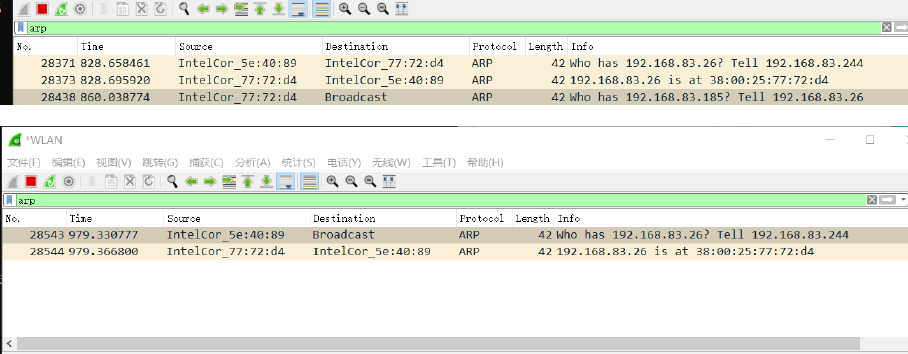 arp
No. Time Source Destination Protocol Length Info
28371 828.658461 IntelCor_5e:40:89 IntelCor_77:72:d4 ARP 42 Who has 192.168.83.26? Tell 192.168.83.244
28373 828.695920 IntelCor_77:72:d4 IntelCor_5e:40:89 ARP 42 192.168.83.26 is at 38:00:25:77:72:d4
28438 860.038774 IntelCor_77:72:d4 Broadcast ARP 42 Who has 192.168.83.185? Tell 192.168.83.26
*WLAN
文件(F) 编辑(E) 视图(V) 跳转(G) 捕获(C) 分析(A) 统计(S) 电话(Y) 无线(W) 工具(T) 帮助(H)
arp
No. Time Source Destination Protocol Length Info
28543 979.330777 IntelCor_5e:40:89 Broadcast ARP 42 Who has 192.168.83.26? Tell 192.168.83.244
28544 979.366800 IntelCor_77:72:d4 IntelCor_5e:40:89 ARP 42 192.168.83.26 is at 38:00:25:77:72:d4